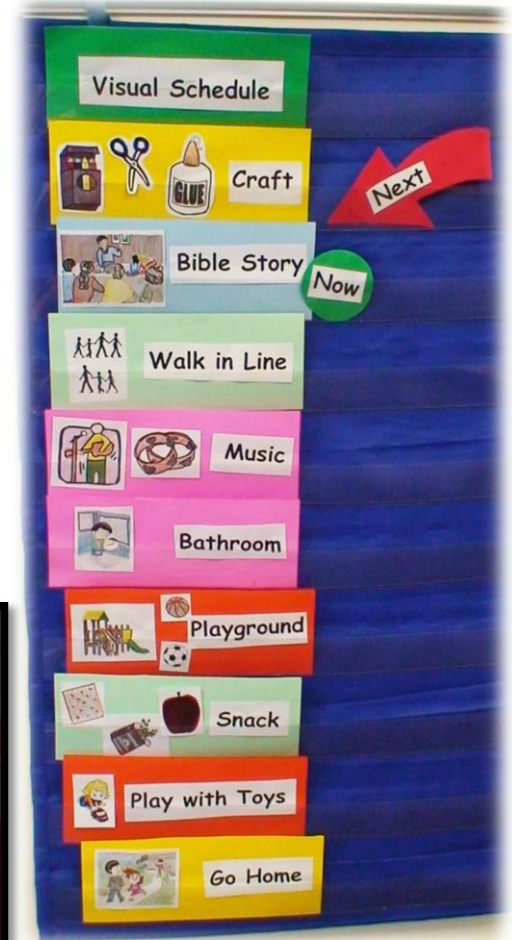 Visual Schedule
GLUE
Craft
Next
Bible Story
Now
Walk in Line
Music
Bathroom
Playground
Snack
Play with Toys
Go Home